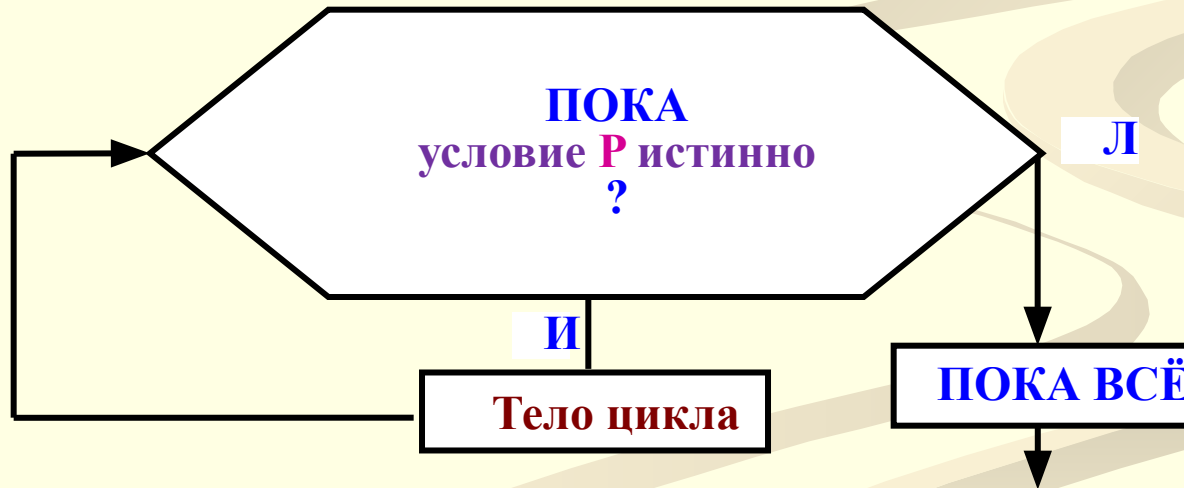 ПОКА
условие Р истинно
?
Л
И
Тело цикла
ПОКА ВСЁ